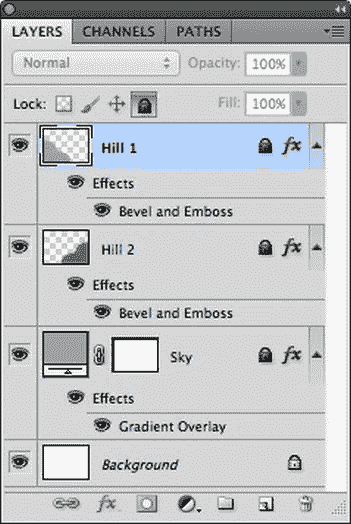 LAYERS CHANNELS PATHS
Normal Opacity: 100%
Lock: Fill: 100%
Hill 1 fx
Effects
Bevel and Emboss
Hill 2 fx
Effects
Bevel and Emboss
Sky fx
Effects
Gradient Overlay
Background
fx.